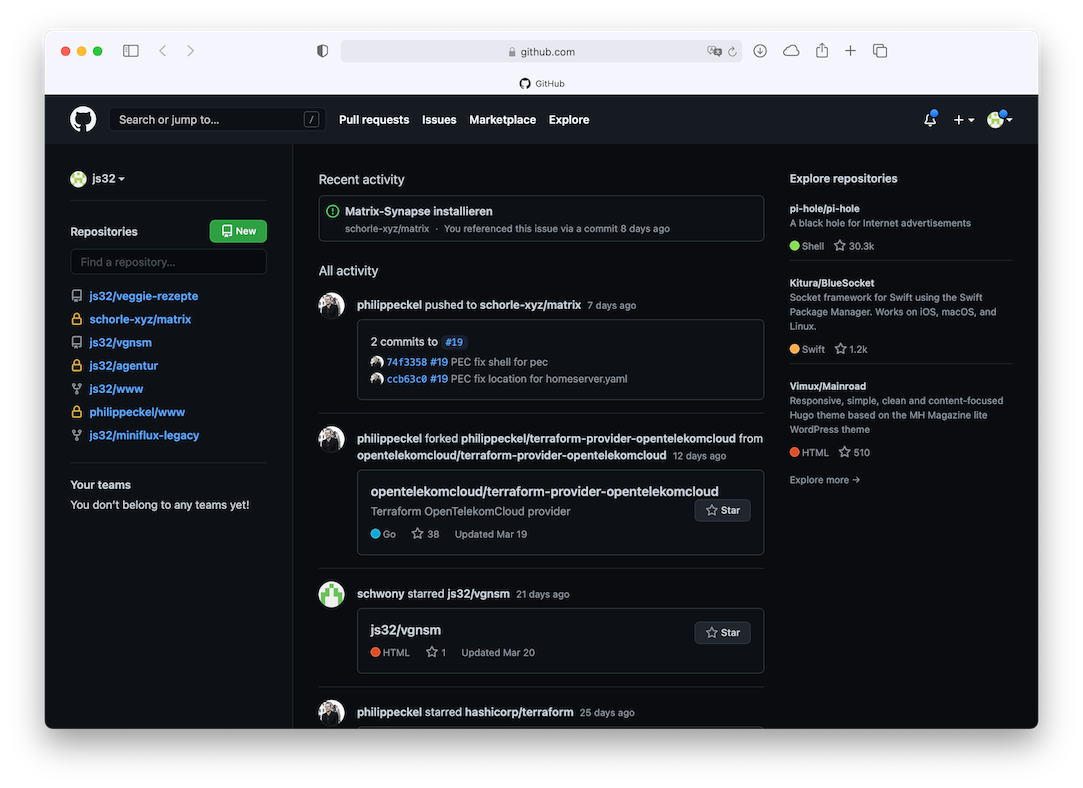 github.com
GitHub
Search or jump to... /
Pull requests Issues Marketplace Explore
js32
Repositories
New
Find a repository...
js32/veggie-rezepte
schorle-xyz/matrix
js32/vgnsm
js32/agentur
js32/www
philippeckel/www
js32/miniflux-legacy
Your teams
You don’t belong to any teams yet!
Recent activity
Matrix-Synapse installieren
schorle-xyz/matrix · You referenced this issue via a commit 8 days ago
All activity
philippeckel pushed to schorle-xyz/matrix 7 days ago
2 commits to #19
74f3358 #19 PEC fix shell for pec
ccb63c0 #19 PEC fix location for homeserver.yaml
philippeckel forked philippeckel/terraform-provider-opentelekomcloud from
opentelekomcloud/terraform-provider-opentelekomcloud 12 days ago
opentelekomcloud/terraform-provider-opentelekomcloud
Terraform OpenTelekomCloud provider
Star
Go 38 Updated Mar 19
schwony starred js32/vgnsm 21 days ago
js32/vgnsm
Star
HTML 1 Updated Mar 20
philippeckel starred hashicorp/terraform 25 days ago
Explore repositories
pi-hole/pi-hole
A black hole for Internet advertisements
Shell 30.3k
Kitura/BlueSocket
Socket framework for Swift using the Swift
Package Manager. Works on iOS, macOS, and
Linux.
Swift 1.2k
Vimux/Mainroad
Responsive, simple, clean and content-focused
Hugo theme based on the MH Magazine lite
WordPress theme
HTML 510
Explore more →